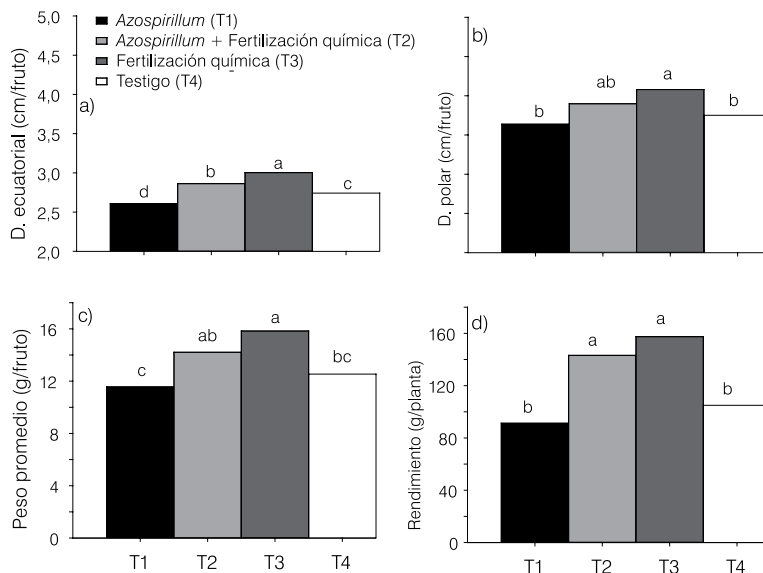 Azospirillum (T1)
Azospirillum + Fertilización química (T2)
Fertilización química (T3)
Testigo (T4)
a)
D. ecuatorial (cm/fruto)
5,0
4,5
4,0
3,5
3,0
2,5
2,0
d
b
a
c
b)
D. polar (cm/fruto)
b
ab
a
b
c)
Peso promedio (g/fruto)
16
12
8
4
0
c
ab
a
bc
T1
T2
T3
T4
d)
Rendimiento (g/planta)
160
120
80
40
0
b
a
a
b
T1
T2
T3
T4